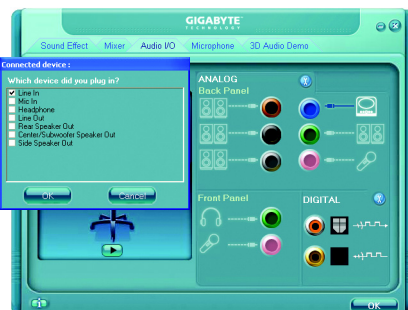 GIGABYTE
TECHNOLOGY
Sound Effect
Mixer
Audio I/O
Microphone
3D Audio Demo
Connected device :
Which device did you plug in?
Line In
Mic In
Headphone
Line Out
Rear Speaker Out
Center/Subwoofer Speaker Out
Side Speaker Out
OK
Cancel
ANALOG
Back Panel
Front Panel
DIGITAL
OK